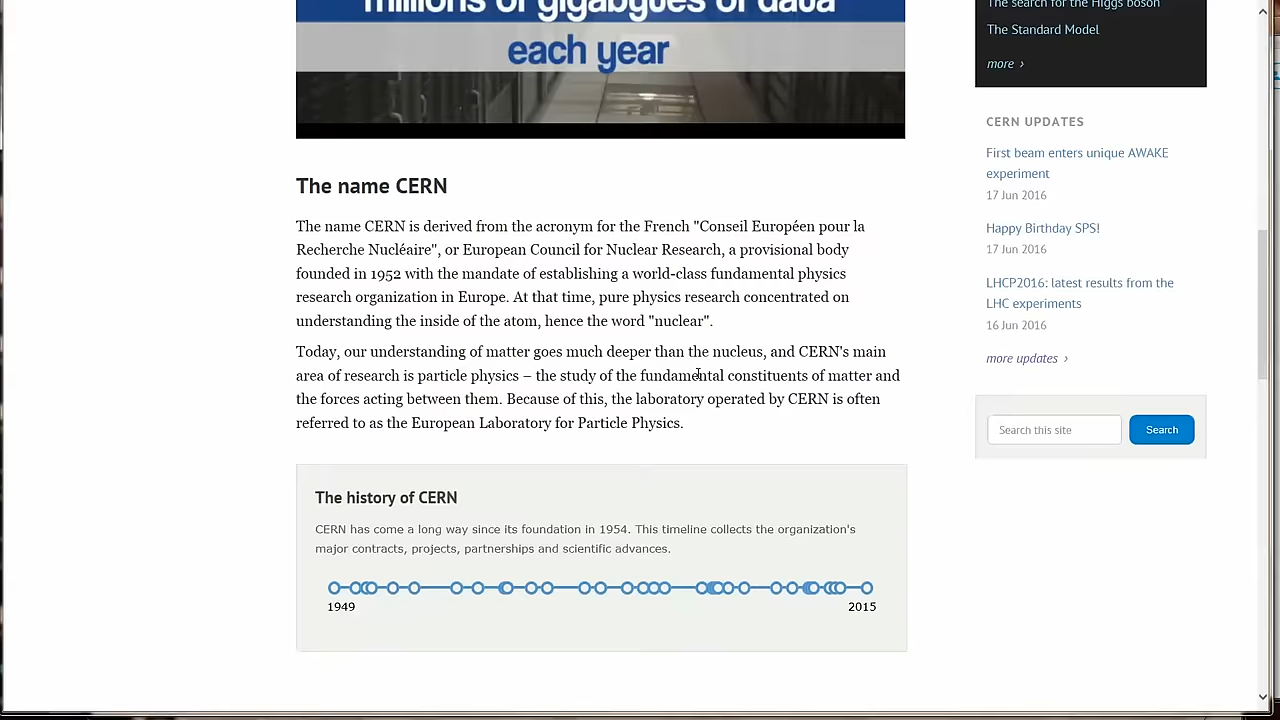 millions of gigabytes of data
each year
The search for the Higgs boson
The Standard Model
more ›
CERN UPDATES
First beam enters unique AWAKE
experiment
17 Jun 2016
Happy Birthday SPS!
17 Jun 2016
LHCP2016: latest results from the
LHC experiments
16 Jun 2016
more updates ›
Search this site
Search
The name CERN
The name CERN is derived from the acronym for the French "Conseil Européen pour la
Recherche Nucléaire", or European Council for Nuclear Research, a provisional body
founded in 1952 with the mandate of establishing a world-class fundamental physics
research organization in Europe. At that time, pure physics research concentrated on
understanding the inside of the atom, hence the word "nuclear".
Today, our understanding of matter goes much deeper than the nucleus, and CERN's main
area of research is particle physics – the study of the fundamental constituents of matter and
the forces acting between them. Because of this, the laboratory operated by CERN is often
referred to as the European Laboratory for Particle Physics.
The history of CERN
CERN has come a long way since its foundation in 1954. This timeline collects the organization's
major contracts, projects, partnerships and scientific advances.
1949
2015